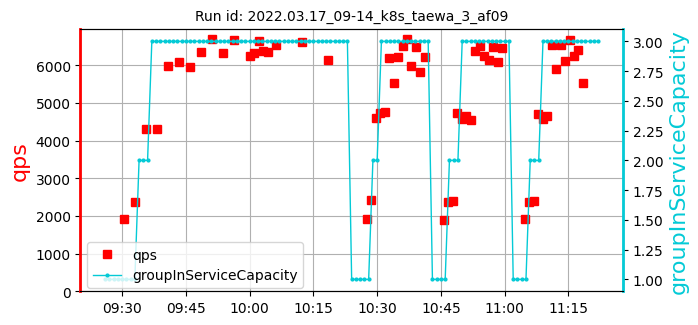 Run id: 2022.03.17_09-14_k8s_taewa_3_af09
qps
6000
5000
4000
3000
2000
1000
0
3.00
2.75
2.50
2.25
2.00
1.75
1.50
1.25
1.00
groupInServiceCapacity
qps
groupInServiceCapacity
09:30 09:45 10:00 10:15 10:30 10:45 11:00 11:15